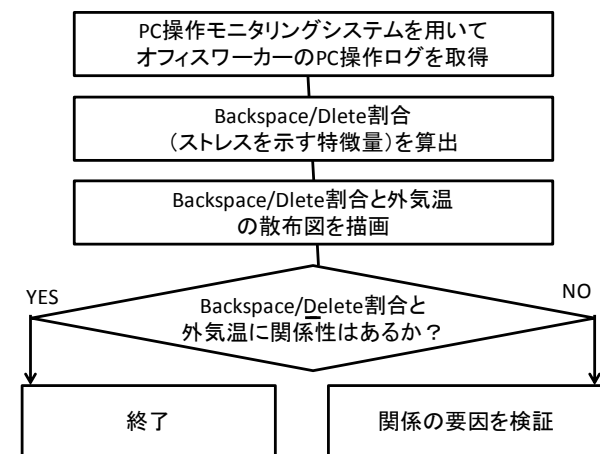 PC操作モニタリングシステムを用いて
オフィスワーカーのPC操作ログを取得
Backspace/Dlete割合
（ストレスを示す特徴量）を算出
Backspace/Dlete割合と外気温
の散布図を描画
YES
NO
Backspace/Delete割合と
外気温に関係性はあるか？
終了
関係の要因を検証